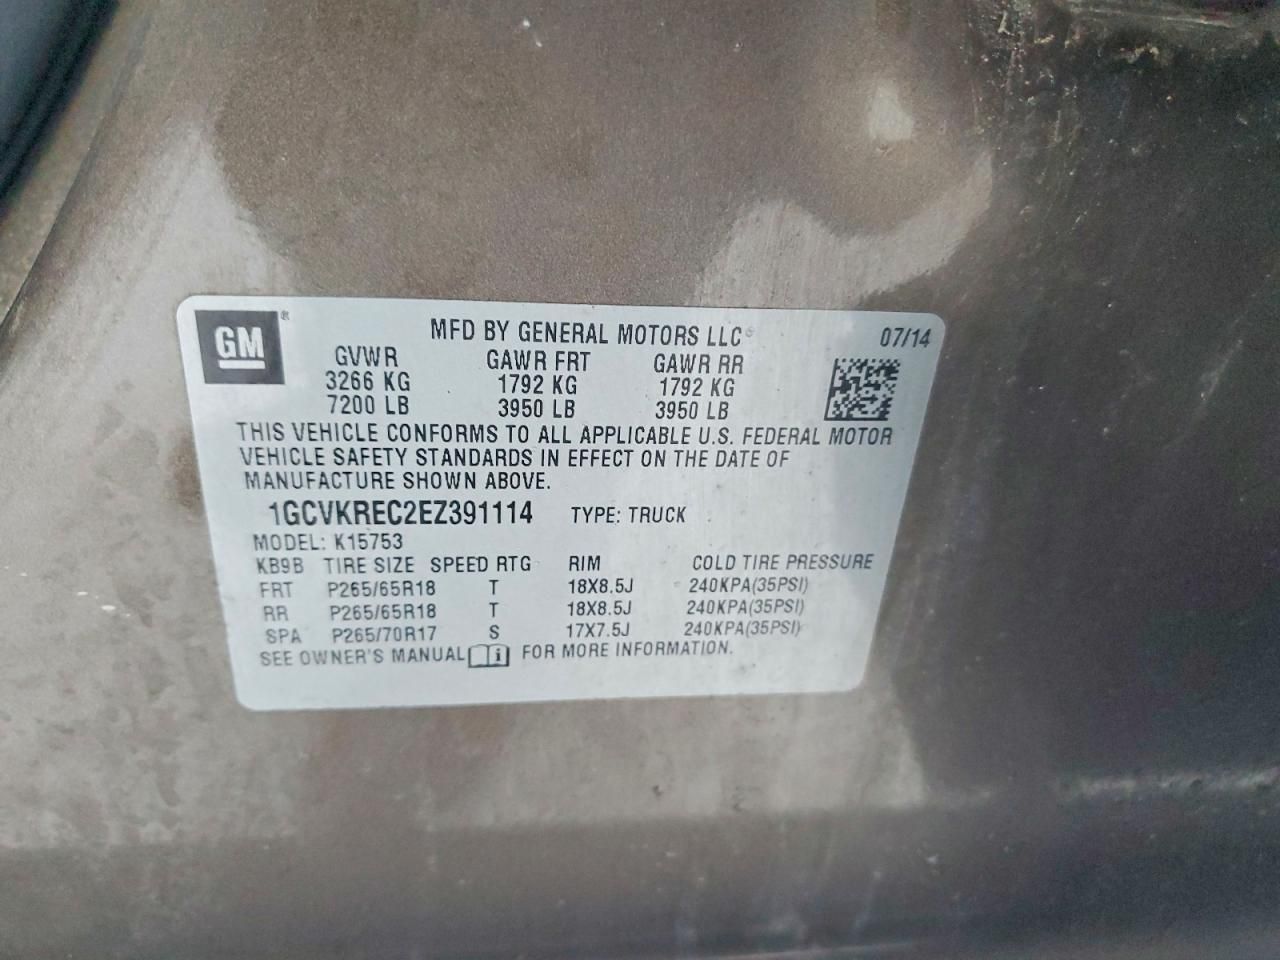 GM®
MFD BY GENERAL MOTORS LLC 07/14
GVWR GAWR FRT GAWR RR
3266 KG 1792 KG 1792 KG
7200 LB 3950 LB 3950 LB
THIS VEHICLE CONFORMS TO ALL APPLICABLE U.S. FEDERAL MOTOR
VEHICLE SAFETY STANDARDS IN EFFECT ON THE DATE OF
MANUFACTURE SHOWN ABOVE.
1GCVKREC2EZ391114 TYPE: TRUCK
MODEL: K15753
KB9B TIRE SIZE SPEED RTG RIM COLD TIRE PRESSURE
FRT P265/65R18 T 18X8.5J 240KPA(35PSI)
RR P265/65R18 T 18X8.5J 240KPA(35PSI)
SPA P265/70R17 S 17X7.5J 240KPA(35PSI)
SEE OWNER'S MANUAL i FOR MORE INFORMATION.